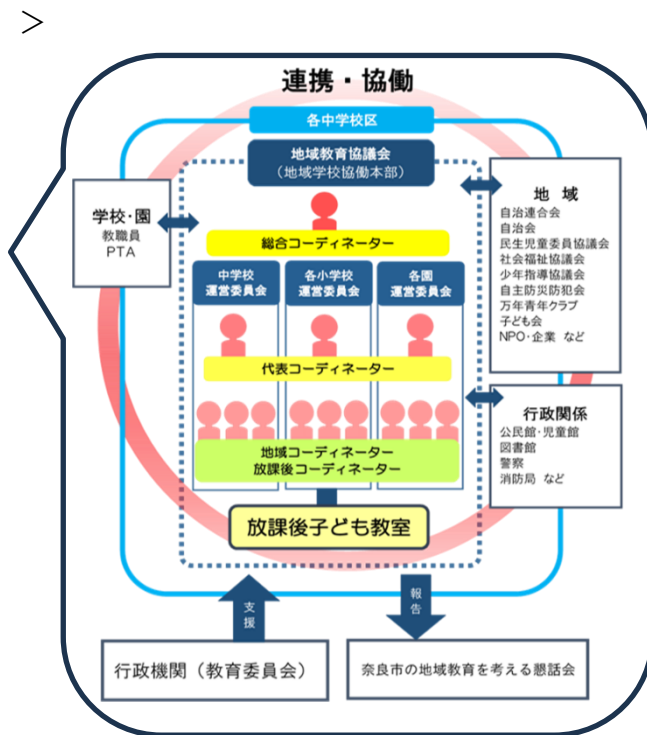 ＞
連携・協働
各中学校区
地域教育協議会
（地域学校協働本部）
学校・園
教職員
PTA
総合コーディネーター
中学校
運営委員会
各小学校
運営委員会
各園
運営委員会
代表コーディネーター
地域コーディネーター
放課後コーディネーター
放課後子ども教室
地　域
自治連合会
自治会
民生児童委員協議会
社会福祉協議会
少年指導協議会
自主防災防犯会
万年青年クラブ
子ども会
NPO・企業 など
行政関係
公民館・児童館
図書館
警察
消防局 など
支援
報告
行政機関（教育委員会）
奈良市の地域教育を考える懇話会